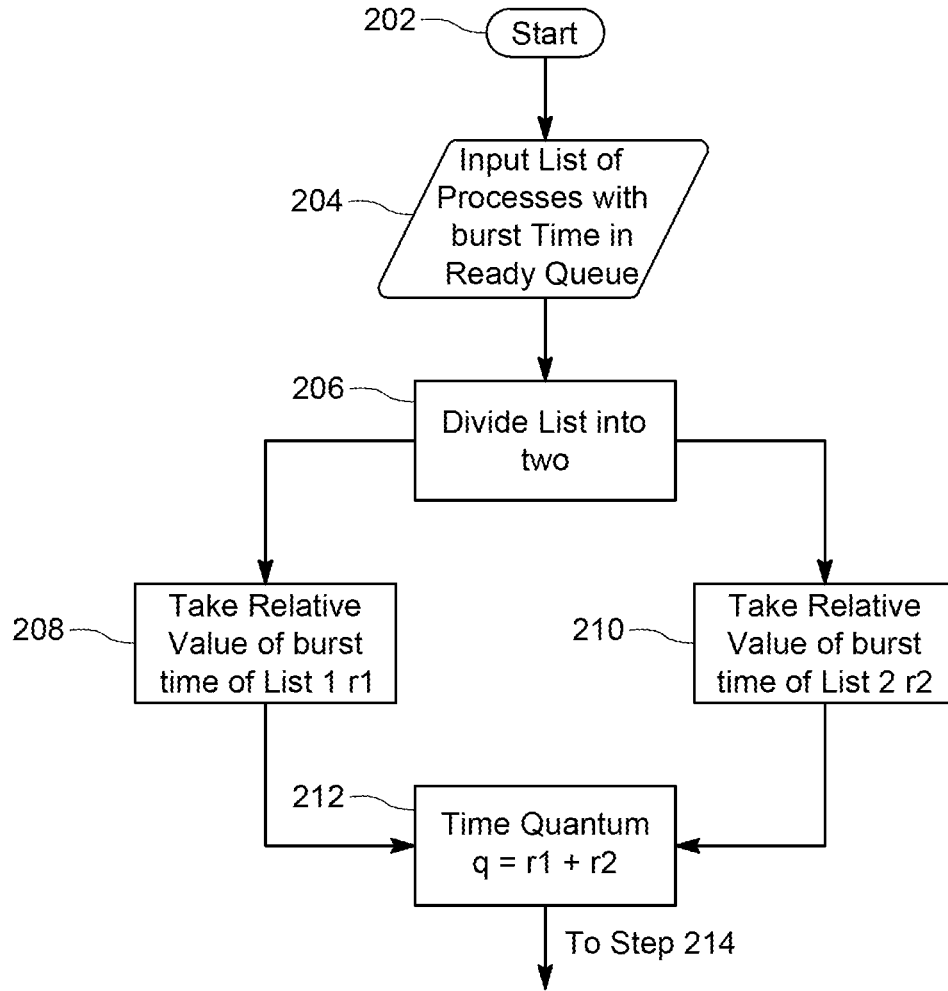 202
Start
204
Input List of
Processes with
burst Time in
Ready Queue
206
Divide List into
two
208
Take Relative
Value of burst
time of List 1 r1
210
Take Relative
Value of burst
time of List 2 r2
212
Time Quantum
q = r1 + r2
To Step 214